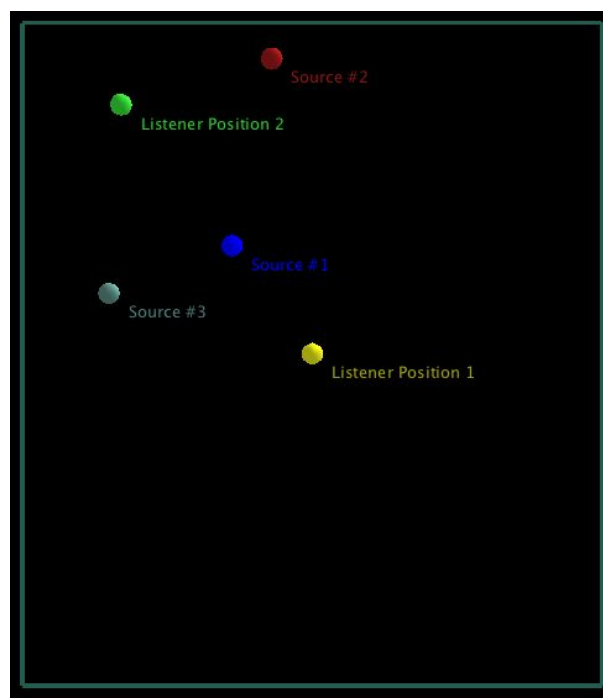 Source #2
Listener Position 2
Source #1
Source #3
Listener Position 1